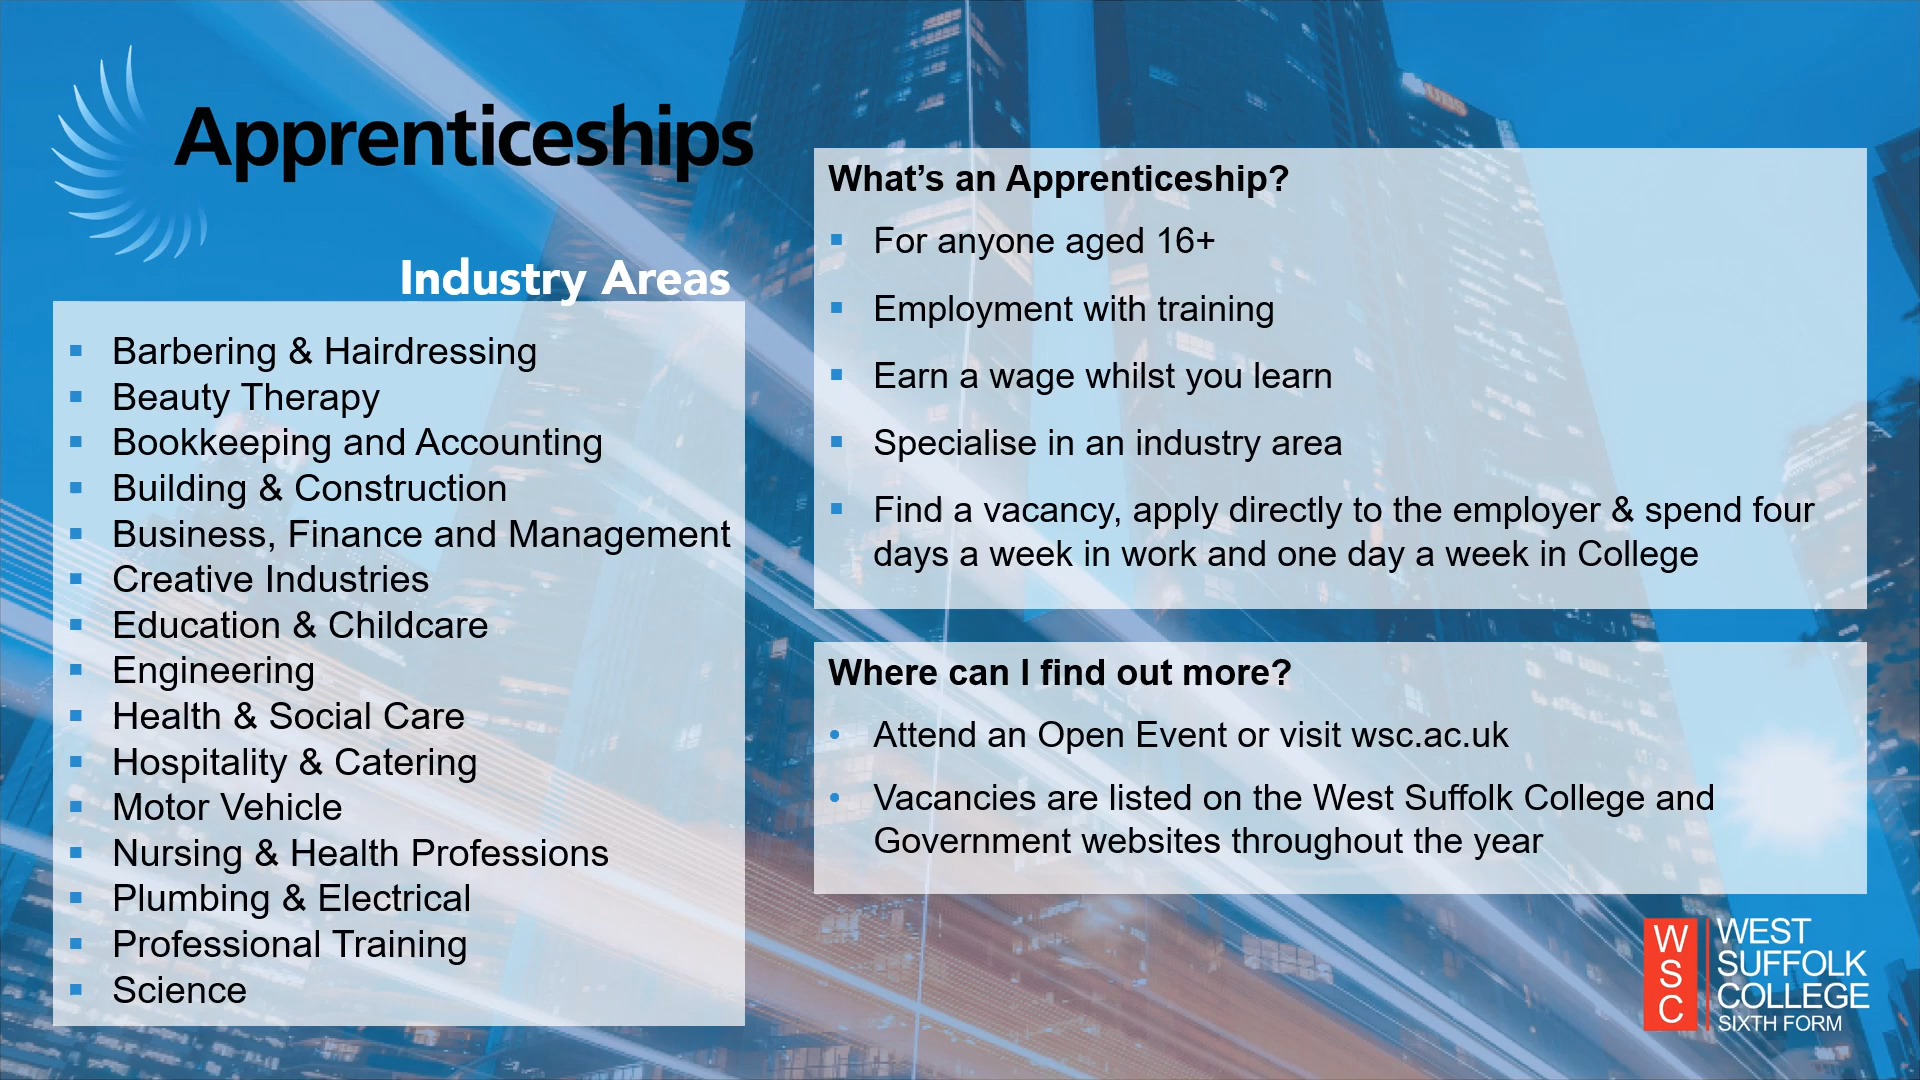 Apprenticeships
Industry Areas
Barbering & Hairdressing
Beauty Therapy
Bookkeeping and Accounting
Building & Construction
Business, Finance and Management
Creative Industries
Education & Childcare
Engineering
Health & Social Care
Hospitality & Catering
Motor Vehicle
Nursing & Health Professions
Plumbing & Electrical
Professional Training
Science
What’s an Apprenticeship?
For anyone aged 16+
Employment with training
Earn a wage whilst you learn
Specialise in an industry area
Find a vacancy, apply directly to the employer & spend four
days a week in work and one day a week in College
Where can I find out more?
Attend an Open Event or visit wsc.ac.uk
Vacancies are listed on the West Suffolk College and
Government websites throughout the year
WSC
WEST
SUFFOLK
COLLEGE
SIXTH FORM